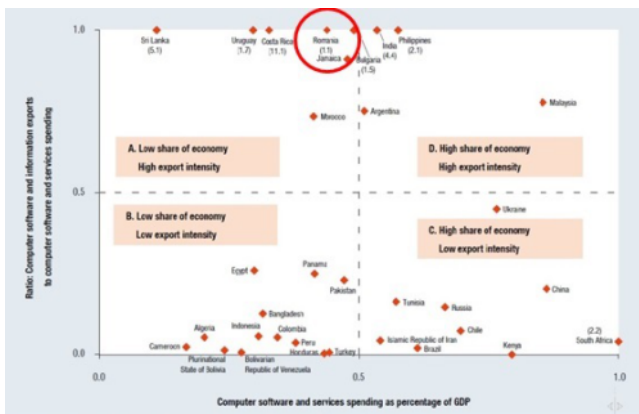 1.0
Sri Lanka
(5.1)
Uruguay
(1.7)
Costa Rica
(11.1)
Romania
(1.1)
Jamaica
Bulgaria
(1.5)
India
(4.4)
Philippines
(2.1)
Malaysia
Morocco
Argentina
A. Low share of economy
High export intensity
D. High share of economy
High export intensity
0.5
B. Low share of economy
Low export intensity
Ukraine
C. High share of economy
Low export intensity
Egypt
Panama
Pakistan
China
Tunisia
Russia
Bangladesh
Algeria
Indonesia
Colombia
Peru
Chile
(2.2)
South Africa
Cameroon
Honduras
Turkey
Islamic Republic of Iran
Brazil
Kenya
Plurinational
State of Bolivia
Bolivarian
Republic of Venezuela
0.0
0.0
0.5
1.0
Computer software and services spending as percentage of GDP
Ratio: Computer software and information exports
to computer software and services spending